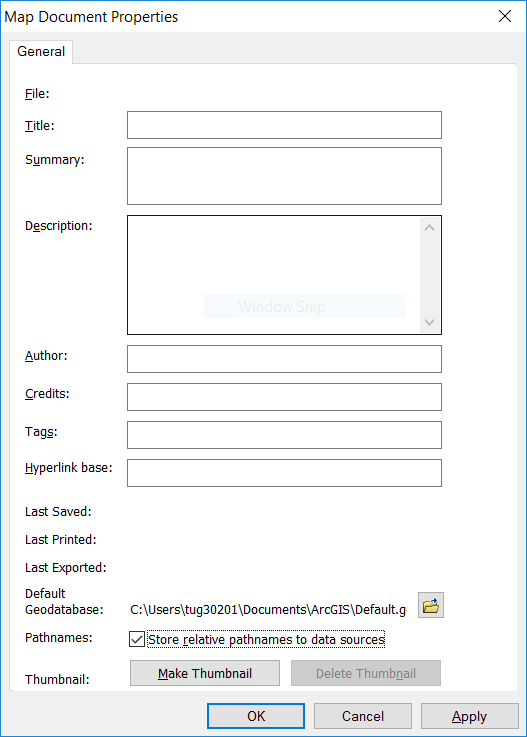 Map Document Properties
General
File:
Title:
Summary:
Description:
Window Snip
Author:
Credits:
Tags:
Hyperlink base:
Last Saved:
Last Printed:
Last Exported:
Default
Geodatabase: C:\Users\tug30201\Documents\ArcGIS\Default.g
Pathnames: Store relative pathnames to data sources
Thumbnail: Make Thumbnail Delete Thumbnail
OK Cancel Apply